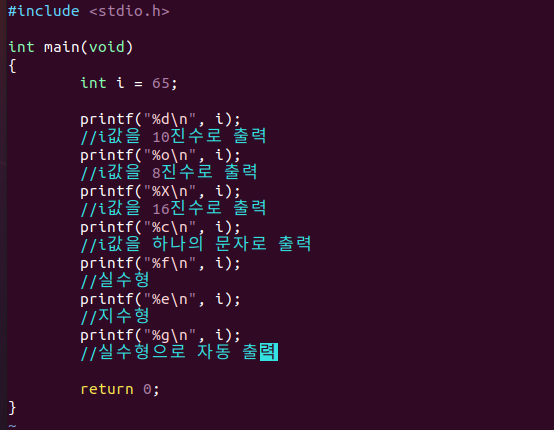 #include <stdio.h>

int main(void)
{
        int i = 65;

        printf("%d\n", i);
        //i값을 10진수로 출력
        printf("%o\n", i);
        //i값을 8진수로 출력
        printf("%X\n", i);
        //i값을 16진수로 출력
        printf("%c\n", i);
        //i값을 하나의 문자로 출력
        printf("%f\n", i);
        //실수형
        printf("%e\n", i);
        //지수형
        printf("%g\n", i);
        //실수형으로 자동 출력

        return 0;
}
~